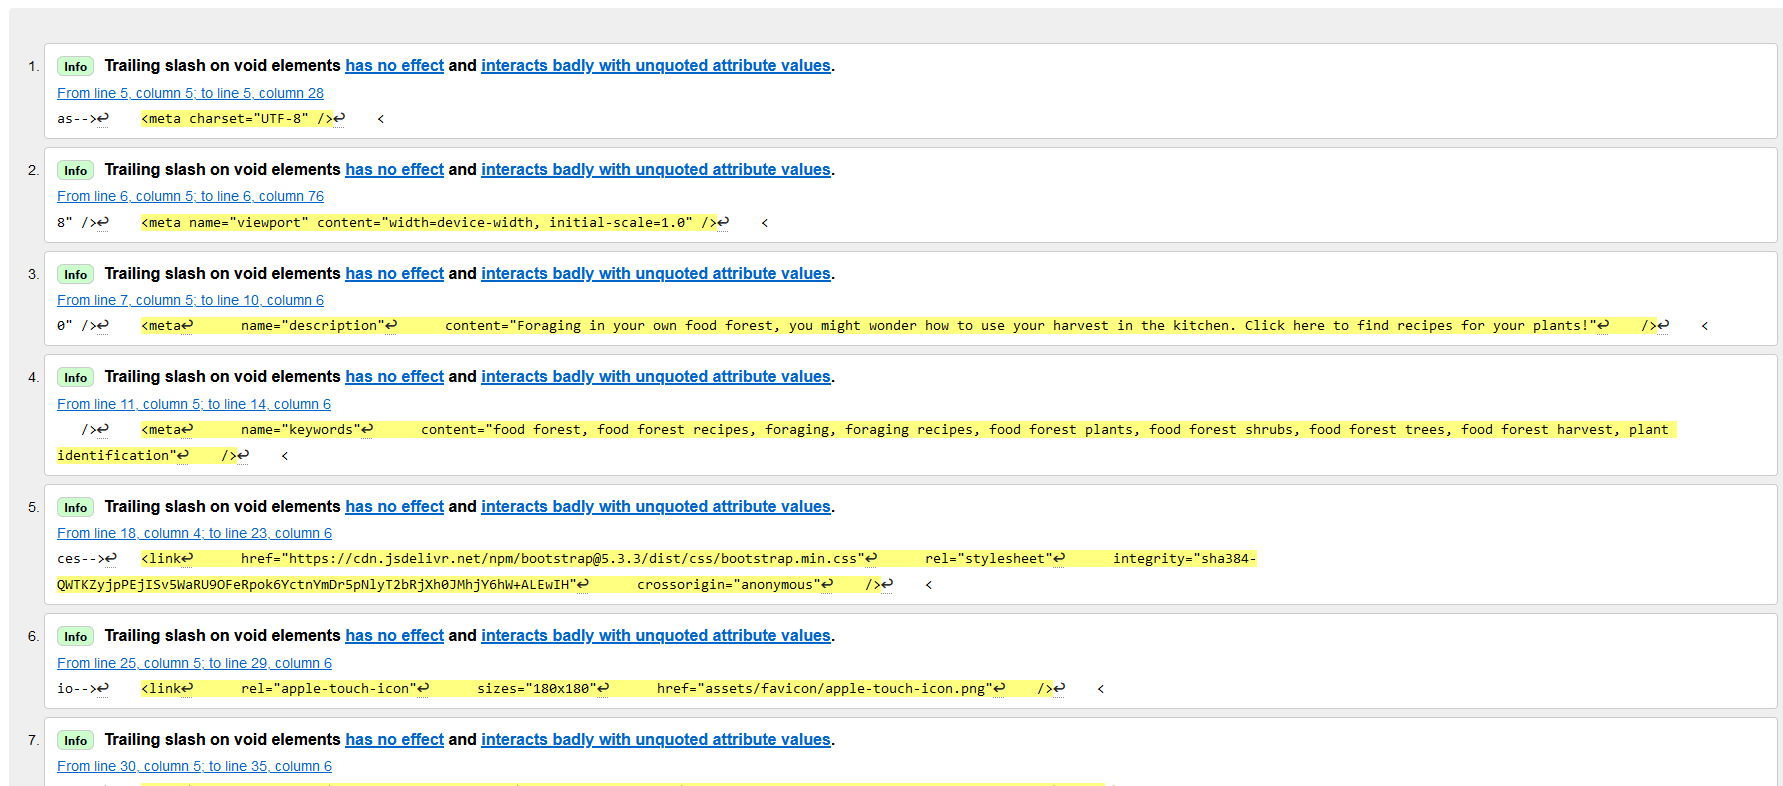 1. Info Trailing slash on void elements has no effect and interacts badly with unquoted attribute values.
From line 5, column 5; to line 5, column 28
as-->↩    <meta charset="UTF-8" />↩    <
2. Info Trailing slash on void elements has no effect and interacts badly with unquoted attribute values.
From line 6, column 5; to line 6, column 76
8" />↩    <meta name="viewport" content="width=device-width, initial-scale=1.0" />↩    <
3. Info Trailing slash on void elements has no effect and interacts badly with unquoted attribute values.
From line 7, column 5; to line 10, column 6
0" />↩    <meta↩      name="description"↩      content="Foraging in your own food forest, you might wonder how to use your harvest in the kitchen. Click here to find recipes for your plants!"↩    />↩    <
4. Info Trailing slash on void elements has no effect and interacts badly with unquoted attribute values.
From line 11, column 5; to line 14, column 6
   />↩    <meta↩      name="keywords"↩      content="food forest, food forest recipes, foraging, foraging recipes, food forest plants, food forest shrubs, food forest trees, food forest harvest, plant
identification"↩    />↩    <
5. Info Trailing slash on void elements has no effect and interacts badly with unquoted attribute values.
From line 18, column 4; to line 23, column 6
ces-->↩   <link↩      href="https://cdn.jsdelivr.net/npm/bootstrap@5.3.3/dist/css/bootstrap.min.css"↩      rel="stylesheet"↩      integrity="sha384-
QWTKZyjpPEjISv5WaRU9OFeRpok6YctnYmDr5pNlyT2bRjXh0JMhjY6hW+ALEwIH"↩      crossorigin="anonymous"↩    />↩    <
6. Info Trailing slash on void elements has no effect and interacts badly with unquoted attribute values.
From line 25, column 5; to line 29, column 6
io-->↩    <link↩      rel="apple-touch-icon"↩      sizes="180x180"↩      href="assets/favicon/apple-touch-icon.png"↩    />↩    <
7. Info Trailing slash on void elements has no effect and interacts badly with unquoted attribute values.
From line 30, column 5; to line 35, column 6